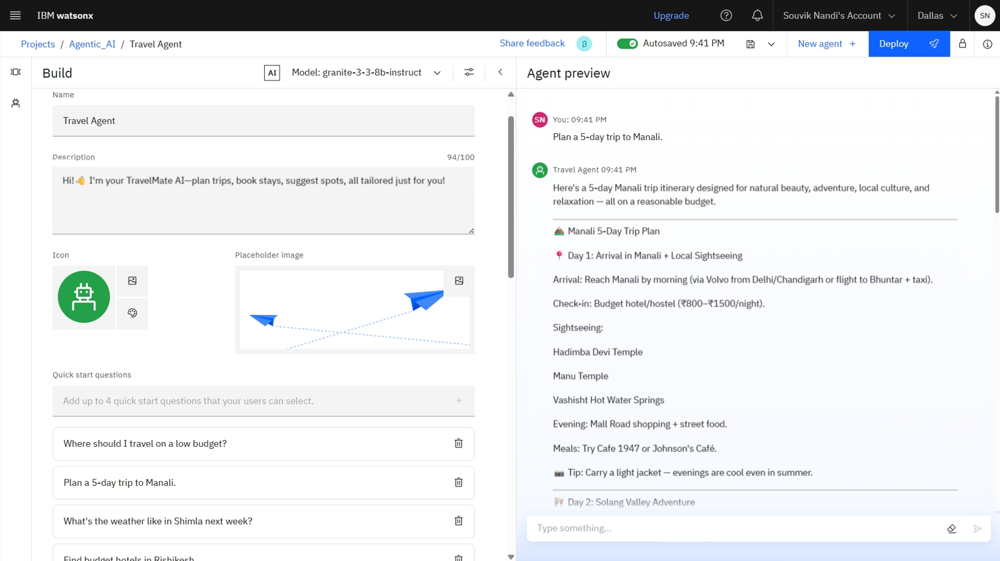 IBM watsonx
Upgrade
Souvik Nandi's Account
Dallas
SN
Projects / Agentic_AI / Travel Agent
Share feedback
β
Autosaved 9:41 PM
New agent +
Deploy
Build
AI
Model: granite-3-3-8b-instruct
Agent preview
Name
Travel Agent
Description
94/100
Hi!👋 I'm your TravelMate AI—plan trips, book stays, suggest spots, all tailored just for you!
Icon
Placeholder image
Quick start questions
Add up to 4 quick start questions that your users can select.
+
Where should I travel on a low budget?
Plan a 5-day trip to Manali.
What's the weather like in Shimla next week?
Find budget hotels in Rishikesh
SN
You: 09:41 PM
Plan a 5-day trip to Manali.
Travel Agent 09:41 PM
Here's a 5-day Manali trip itinerary designed for natural beauty, adventure, local culture, and
relaxation — all on a reasonable budget.
🏔️ Manali 5-Day Trip Plan
📍 Day 1: Arrival in Manali + Local Sightseeing
Arrival: Reach Manali by morning (via Volvo from Delhi/Chandigarh or flight to Bhuntar + taxi).
Check-in: Budget hotel/hostel (₹800–₹1500/night).
Sightseeing:
Hadimba Devi Temple
Manu Temple
Vashisht Hot Water Springs
Evening: Mall Road shopping + street food.
Meals: Try Cafe 1947 or Johnson's Café.
📸 Tip: Carry a light jacket — evenings are cool even in summer.
Day 2: Solang Valley Adventure
Type something...